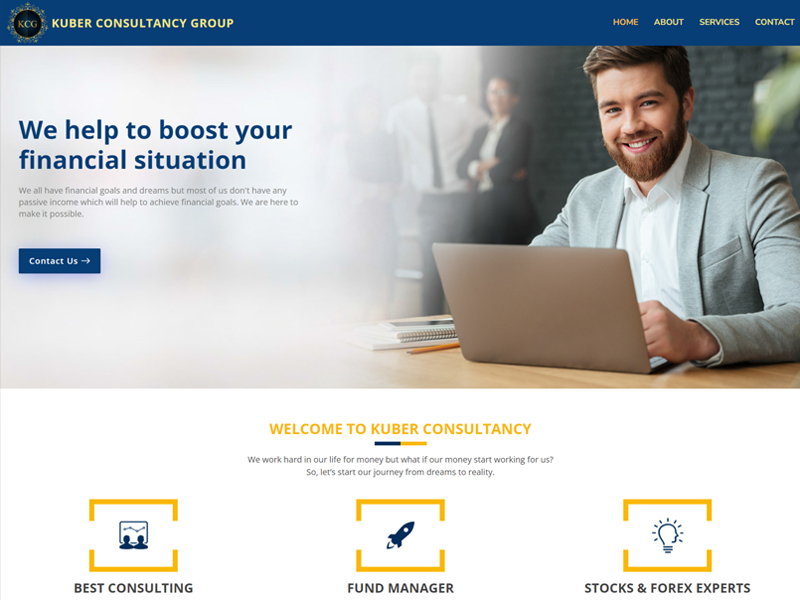 KCG
KUBER CONSULTANCY GROUP
HOME ABOUT SERVICES CONTACT
We help to boost your
financial situation
We all have financial goals and dreams but most of us don't have any
passive income which will help to achieve financial goals. We are here to
make it possible.
Contact Us →
WELCOME TO KUBER CONSULTANCY
We work hard in our life for money but what if our money start working for us?
So, let's start our journey from dreams to reality.
BEST CONSULTING
FUND MANAGER
STOCKS & FOREX EXPERTS